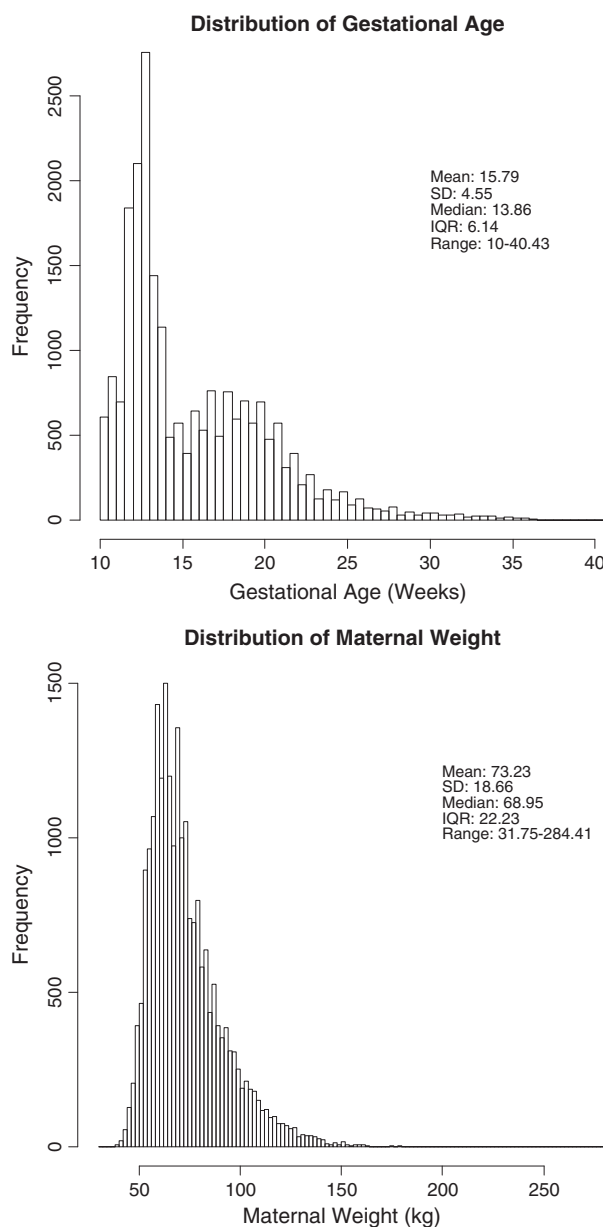 Distribution of Gestational Age
Frequency
2500
2000
1500
1000
500
0
Mean: 15.79
SD: 4.55
Median: 13.86
IQR: 6.14
Range: 10-40.43
10 15 20 25 30 35 40
Gestational Age (Weeks)
Distribution of Maternal Weight
Frequency
1500
1000
500
0
Mean: 73.23
SD: 18.66
Median: 68.95
IQR: 22.23
Range: 31.75-284.41
50 100 150 200 250
Maternal Weight (kg)